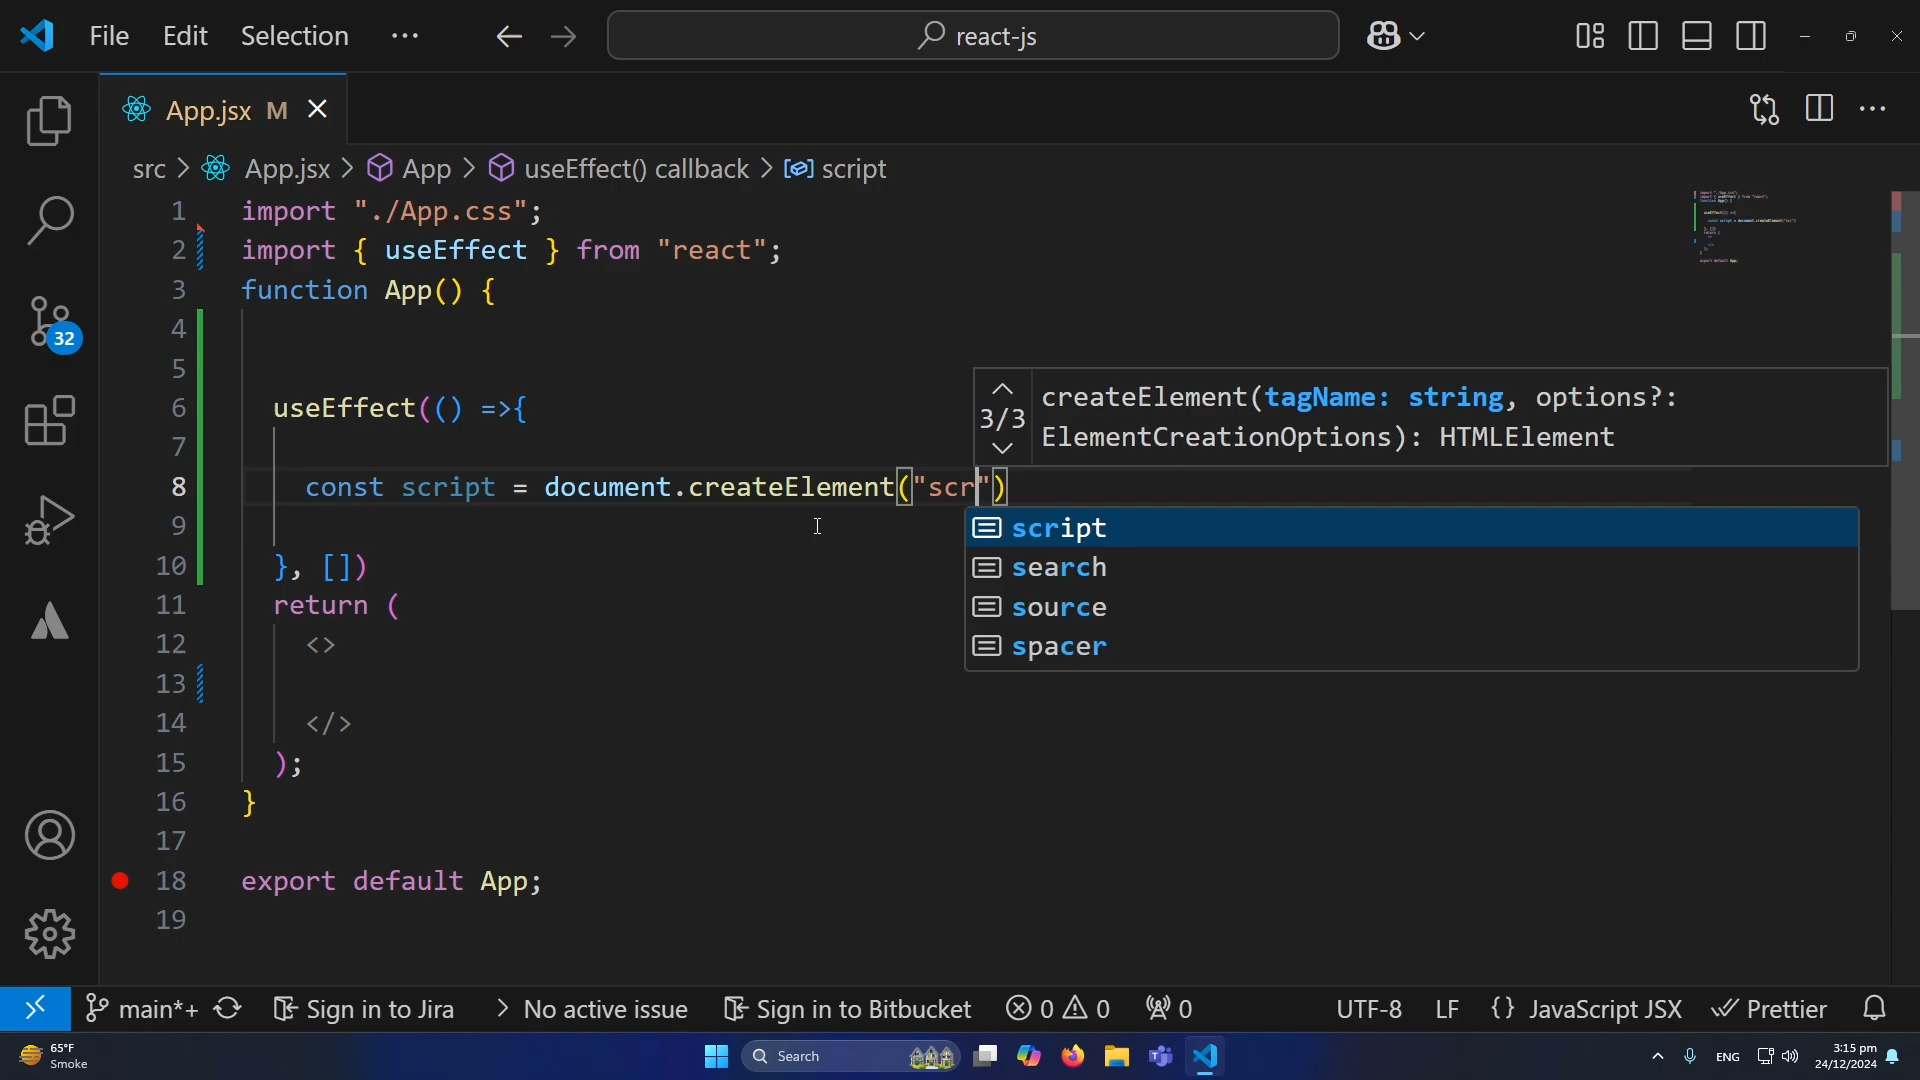 File Edit Selection ··· react-js
App.jsx M
src > App.jsx > App > useEffect() callback > script
1 import "./App.css";
2 import { useEffect } from "react";
3 function App() {
4
5
6 useEffect(() =>{
7
8 const script = document.createElement("scr")
9
10 }, [])
11 return (
12 <>
13
14 </>
15 );
16 }
17
18 export default App;
19
3/3
createElement(tagName: string, options?:
ElementCreationOptions): HTMLElement
script
search
source
spacer
32
main*+ Sign in to Jira > No active issue Sign in to Bitbucket 0 0 0 UTF-8 LF {} JavaScript JSX Prettier
65°F
Smoke
Search
ENG
3:15 pm
24/12/2024